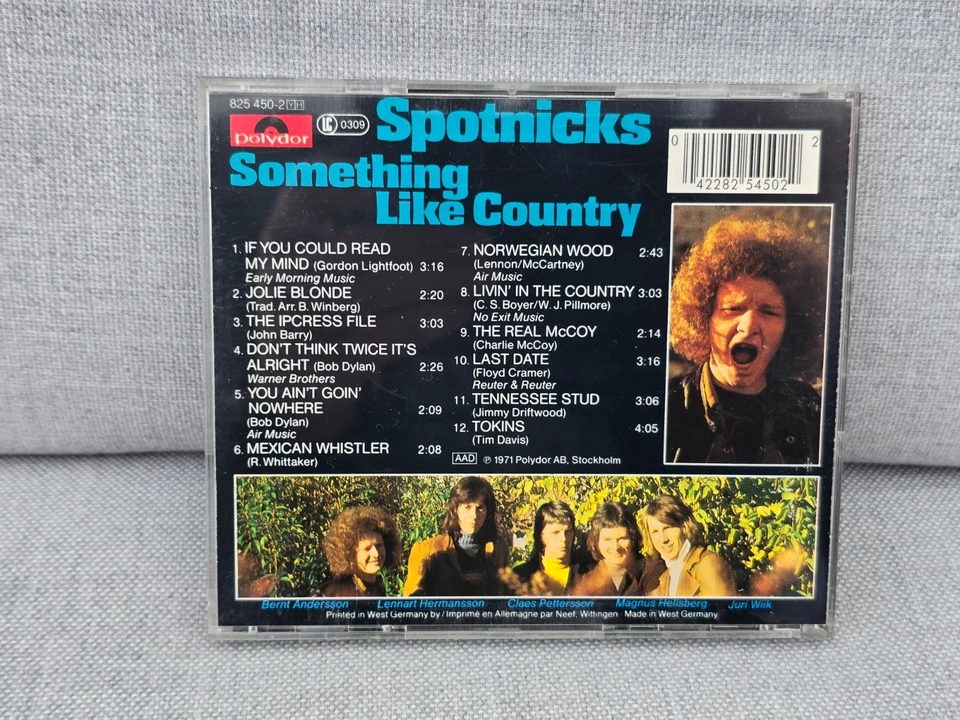 825 450-2 YH
polydor
LC 0309
Spotnicks
Something
Like Country
0 42282 54502 2
1. IF YOU COULD READ
MY MIND (Gordon Lightfoot) 3:16
Early Morning Music
2. JOLIE BLONDE 2:20
(Trad. Arr. B. Winberg)
3. THE IPCRESS FILE 3:03
(John Barry)
4. DON'T THINK TWICE IT'S
ALRIGHT (Bob Dylan) 2:26
Warner Brothers
5. YOU AIN'T GOIN'
NOWHERE 2:09
(Bob Dylan)
Air Music
6. MEXICAN WHISTLER 2:08
(R. Whittaker)
7. NORWEGIAN WOOD 2:43
(Lennon/McCartney)
Air Music
8. LIVIN' IN THE COUNTRY 3:03
(C. S. Boyer/W. J. Pillmore)
No Exit Music
9. THE REAL McCOY 2:14
(Charlie McCoy)
10. LAST DATE 3:16
(Floyd Cramer)
Reuter & Reuter
11. TENNESSEE STUD 3:06
(Jimmy Driftwood)
12. TOKINS 4:05
(Tim Davis)
AAD ℗ 1971 Polydor AB, Stockholm
Bernt Andersson Lennart Hermansson Claes Pettersson Magnus Hellsberg Juri Wiik
Printed in West Germany by / Imprimé en Allemagne par Neef, Wittingen · Made in West Germany